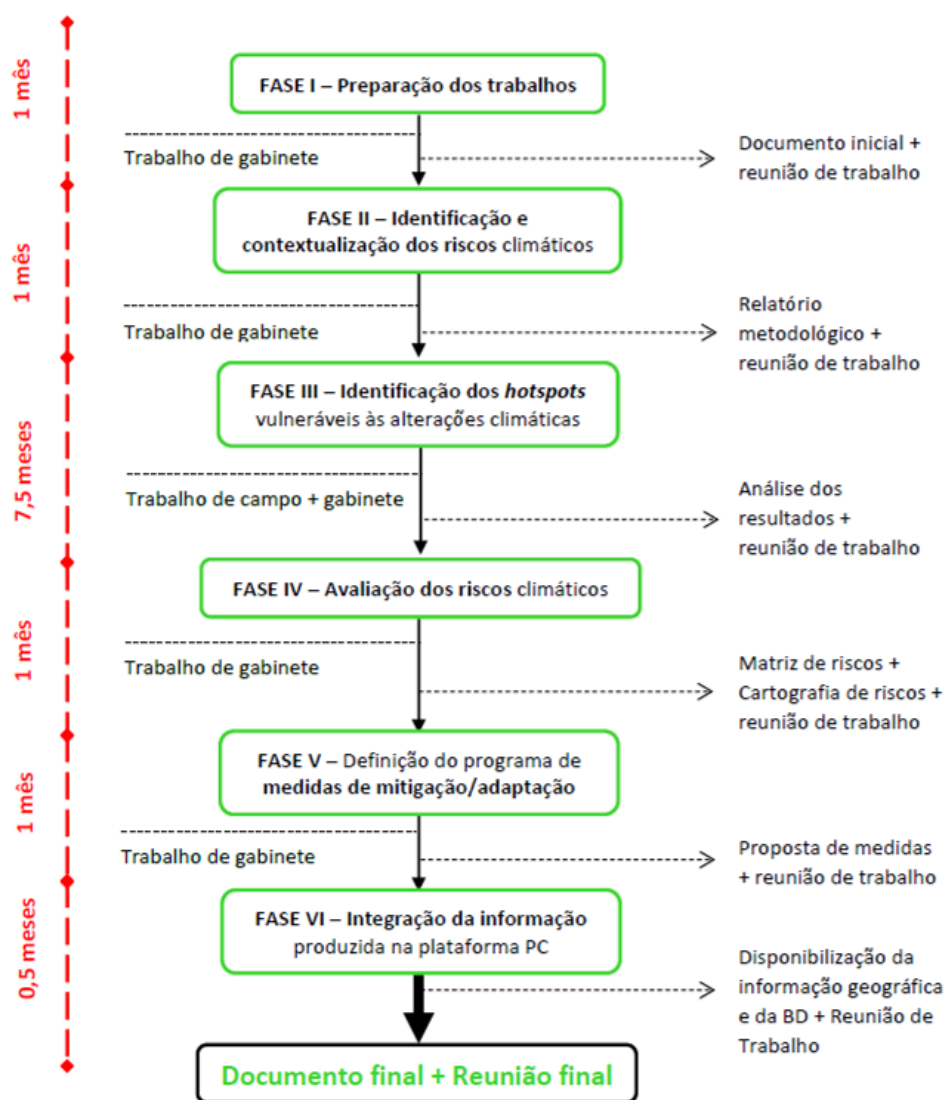 1 mês
FASE I – Preparação dos trabalhos
Trabalho de gabinete
Documento inicial +
reunião de trabalho
1 mês
FASE II – Identificação e
contextualização dos riscos climáticos
Trabalho de gabinete
Relatório
metodológico +
reunião de trabalho
7,5 meses
FASE III – Identificação dos hotspots
vulneráveis às alterações climáticas
Trabalho de campo + gabinete
Análise dos
resultados +
reunião de trabalho
1 mês
FASE IV – Avaliação dos riscos climáticos
Trabalho de gabinete
Matriz de riscos +
Cartografia de riscos +
reunião de trabalho
1 mês
FASE V – Definição do programa de
medidas de mitigação/adaptação
Trabalho de gabinete
Proposta de medidas
+ reunião de trabalho
0,5 meses
FASE VI – Integração da informação
produzida na plataforma PC
Disponibilização da
informação geográfica
e da BD + Reunião de
Trabalho
Documento final + Reunião final